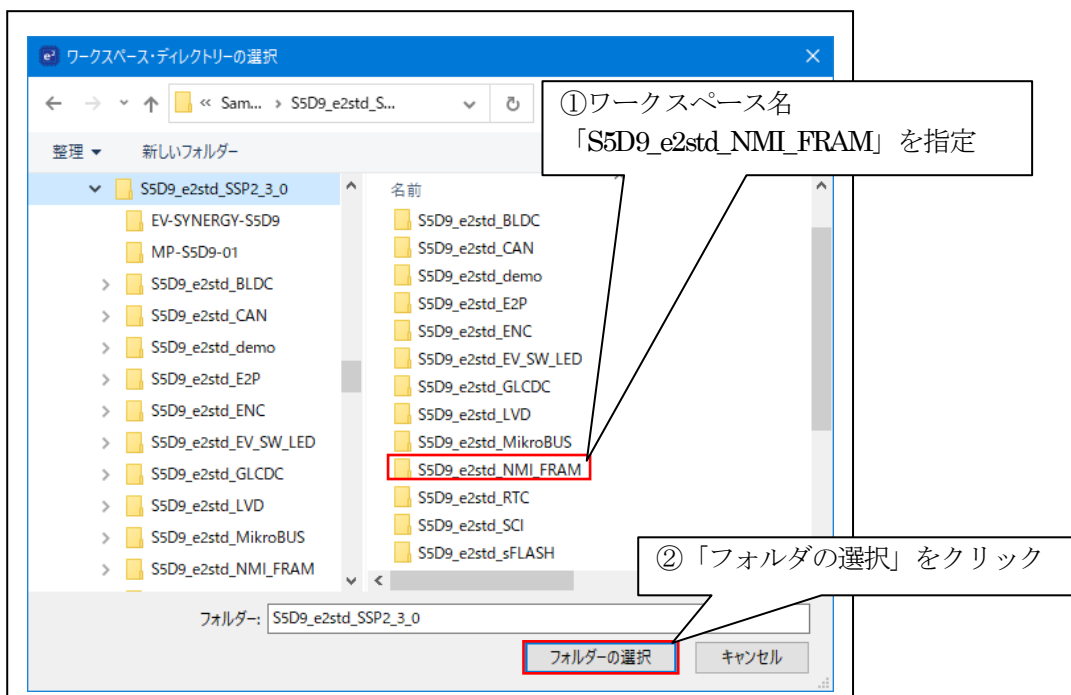 ワークスペース・ディレクトリーの選択
« Sam... › S5D9_e2std_S...
①ワークスペース名
「S5D9_e2std_NMI_FRAM」を指定
整理 新しいフォルダー
S5D9_e2std_SSP2_3_0
EV-SYNERGY-S5D9
MP-S5D9-01
S5D9_e2std_BLDC
S5D9_e2std_CAN
S5D9_e2std_demo
S5D9_e2std_E2P
S5D9_e2std_ENC
S5D9_e2std_EV_SW_LED
S5D9_e2std_GLCDC
S5D9_e2std_LVD
S5D9_e2std_MikroBUS
S5D9_e2std_NMI_FRAM
名前
S5D9_e2std_BLDC
S5D9_e2std_CAN
S5D9_e2std_demo
S5D9_e2std_E2P
S5D9_e2std_ENC
S5D9_e2std_EV_SW_LED
S5D9_e2std_GLCDC
S5D9_e2std_LVD
S5D9_e2std_MikroBUS
S5D9_e2std_NMI_FRAM
S5D9_e2std_RTC
S5D9_e2std_SCI
S5D9_e2std_sFLASH
②「フォルダの選択」をクリック
フォルダー: S5D9_e2std_SSP2_3_0
フォルダーの選択 キャンセル